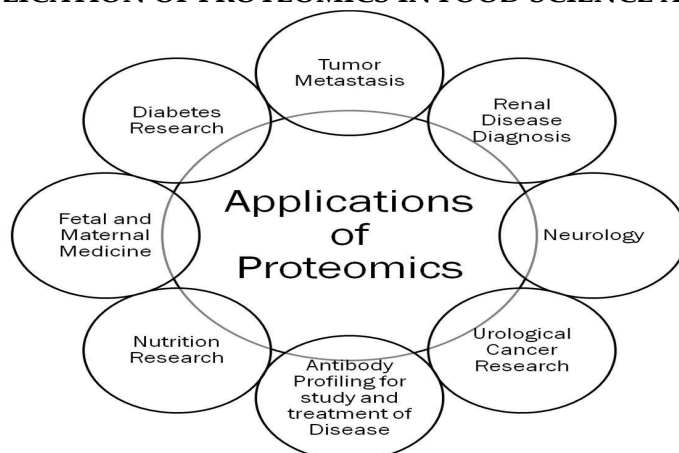 LICATION OF PROTEOMICS IN FOOD SCIENCE A
Tumor
Metastasis
Renal
Disease
Diagnosis
Neurology
Urological
Cancer
Research
Antibody
Profiling for
study and
treatment of
Disease
Nutrition
Research
Fetal and
Maternal
Medicine
Diabetes
Research
Applications
of
Proteomics